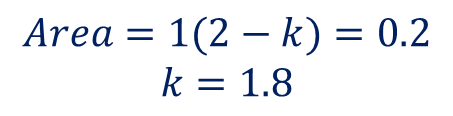 Area = 1(2 − k) = 0.2
k = 1.8